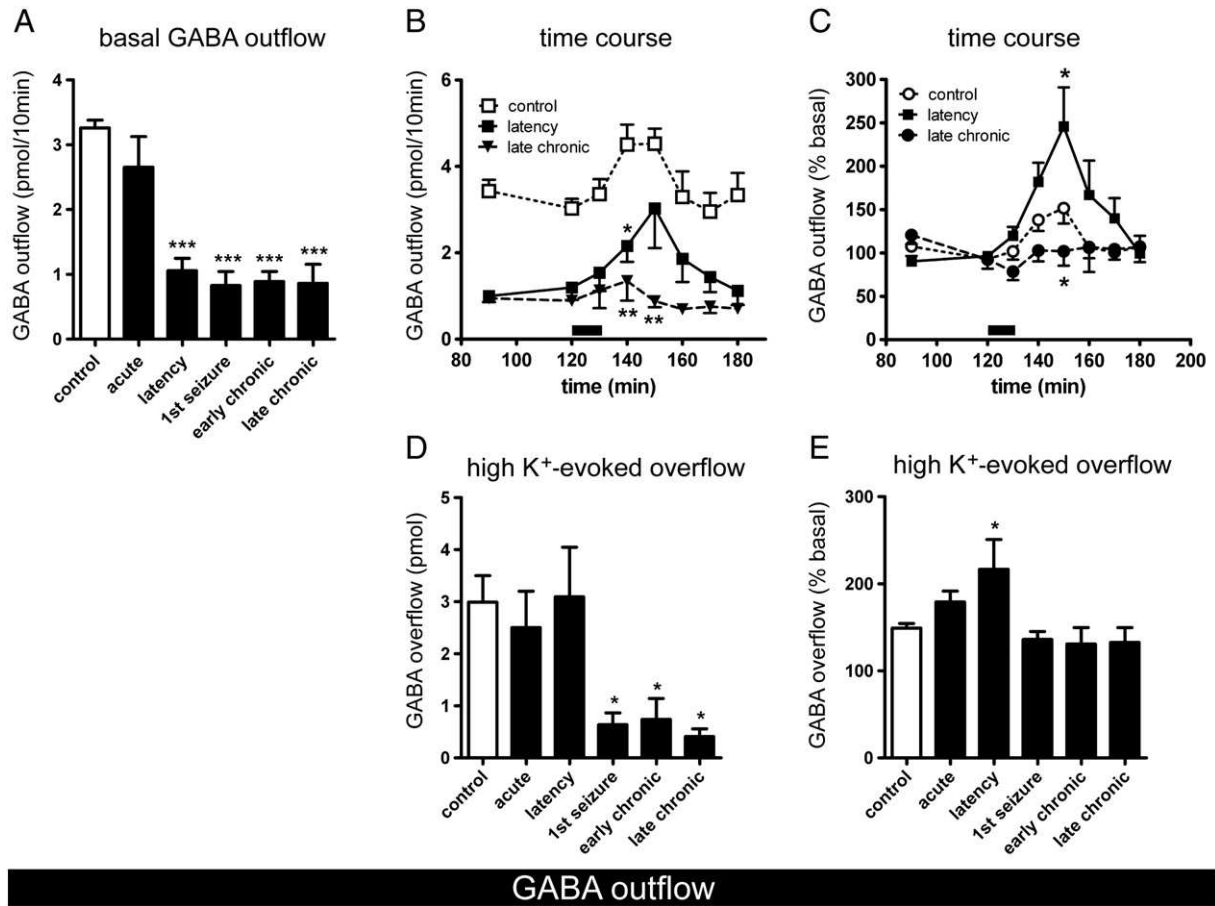 A
basal GABA outflow
GABA outflow (pmol/10min)
4
3
2
1
0
***
***
***
***
control
acute
latency
1st seizure
early chronic
late chronic
B
time course
GABA outflow (pmol/10min)
6
4
2
0
control
latency
late chronic
*
**
**
80 100 120 140 160 180
time (min)
C
time course
GABA outflow (% basal)
300
250
200
150
100
50
0
control
latency
late chronic
*
*
80 100 120 140 160 180 200
time (min)
D
high K+-evoked overflow
GABA overflow (pmol)
5
4
3
2
1
0
*
*
*
control
acute
latency
1st seizure
early chronic
late chronic
E
high K+-evoked overflow
GABA overflow (% basal)
300
200
100
0
*
control
acute
latency
1st seizure
early chronic
late chronic
GABA outflow